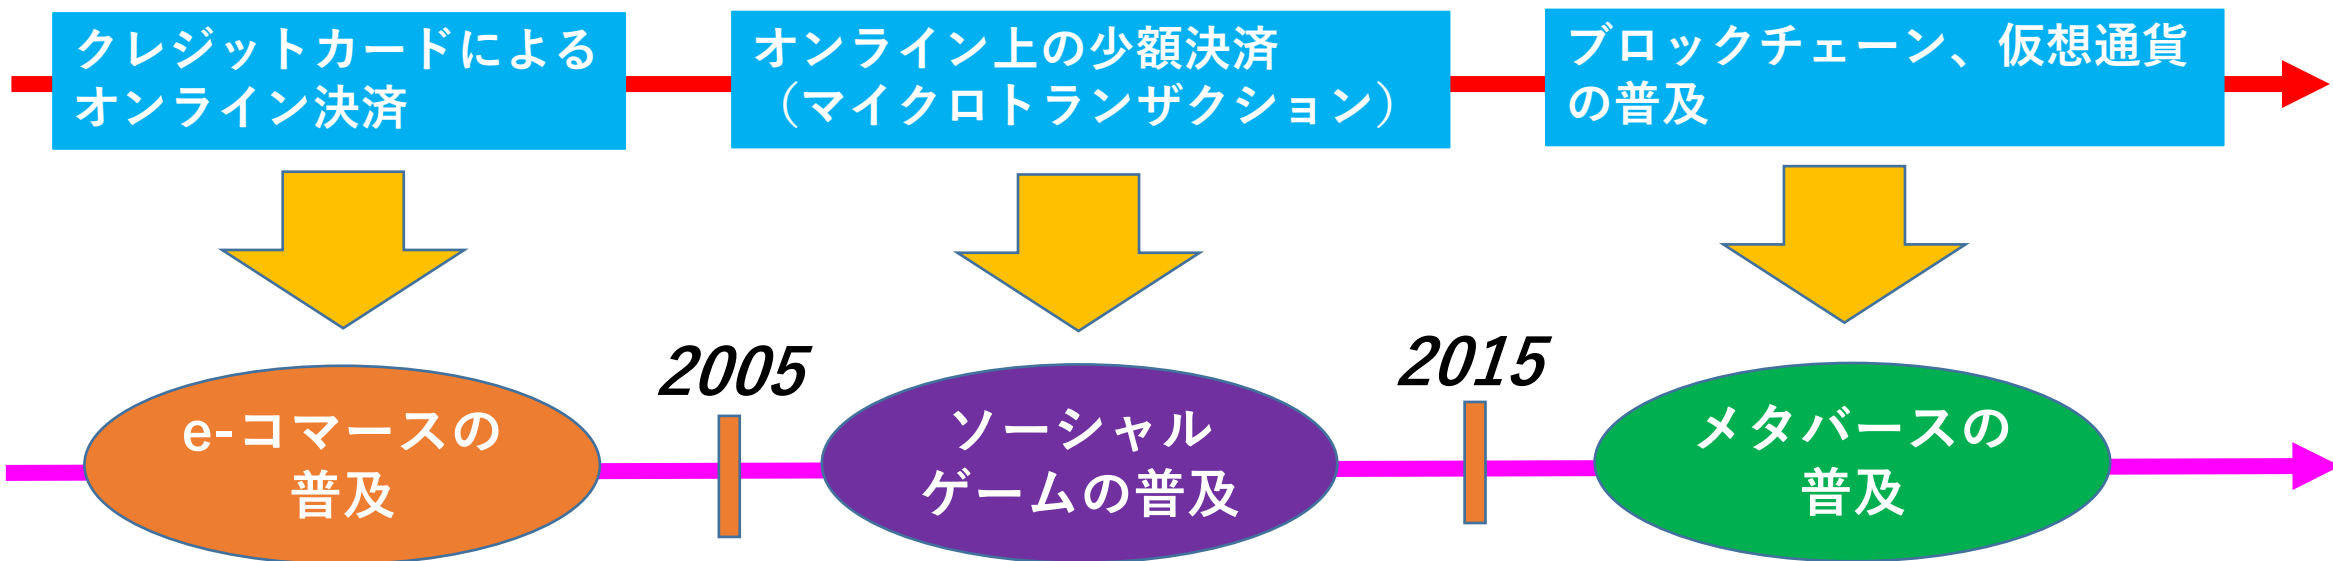 クレジットカードによる
オンライン決済
オンライン上の少額決済
（マイクロトランザクション）
ブロックチェーン、仮想通貨
の普及
2005
2015
e-コマースの
普及
ソーシャル
ゲームの普及
メタバースの
普及